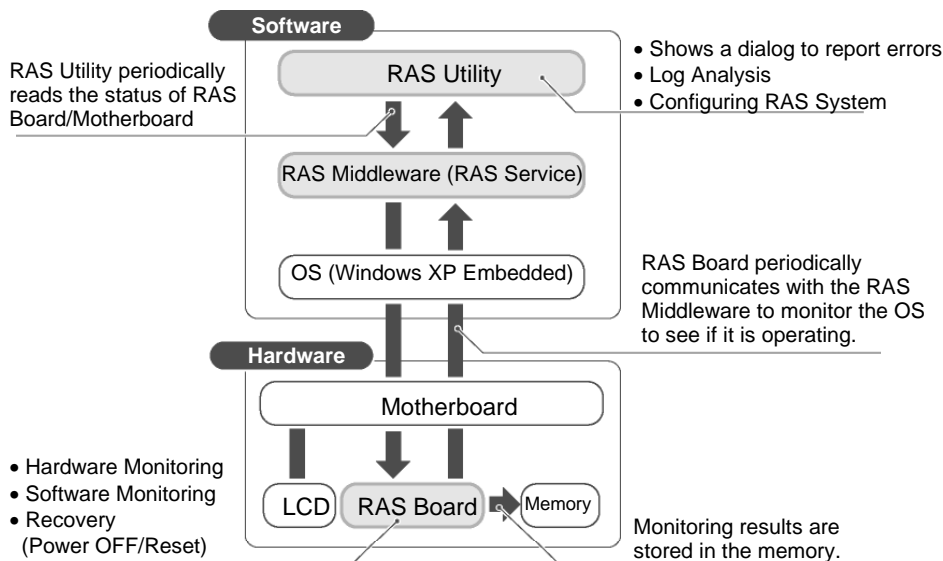 Software
RAS Utility periodically
reads the status of RAS
Board/Motherboard
RAS Utility
• Shows a dialog to report errors
• Log Analysis
• Configuring RAS System
RAS Middleware (RAS Service)
OS (Windows XP Embedded)
RAS Board periodically
communicates with the RAS
Middleware to monitor the OS
to see if it is operating.
Hardware
Motherboard
• Hardware Monitoring
• Software Monitoring
• Recovery
(Power OFF/Reset)
LCD
RAS Board
Memory
Monitoring results are
stored in the memory.